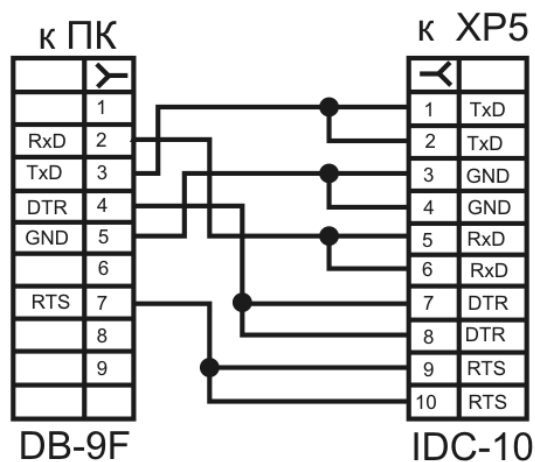 к ПК
к XP5
1
RxD 2
TxD 3
DTR 4
GND 5
6
RTS 7
8
9
1 TxD
2 TxD
3 GND
4 GND
5 RxD
6 RxD
7 DTR
8 DTR
9 RTS
10 RTS
DB-9F
IDC-10